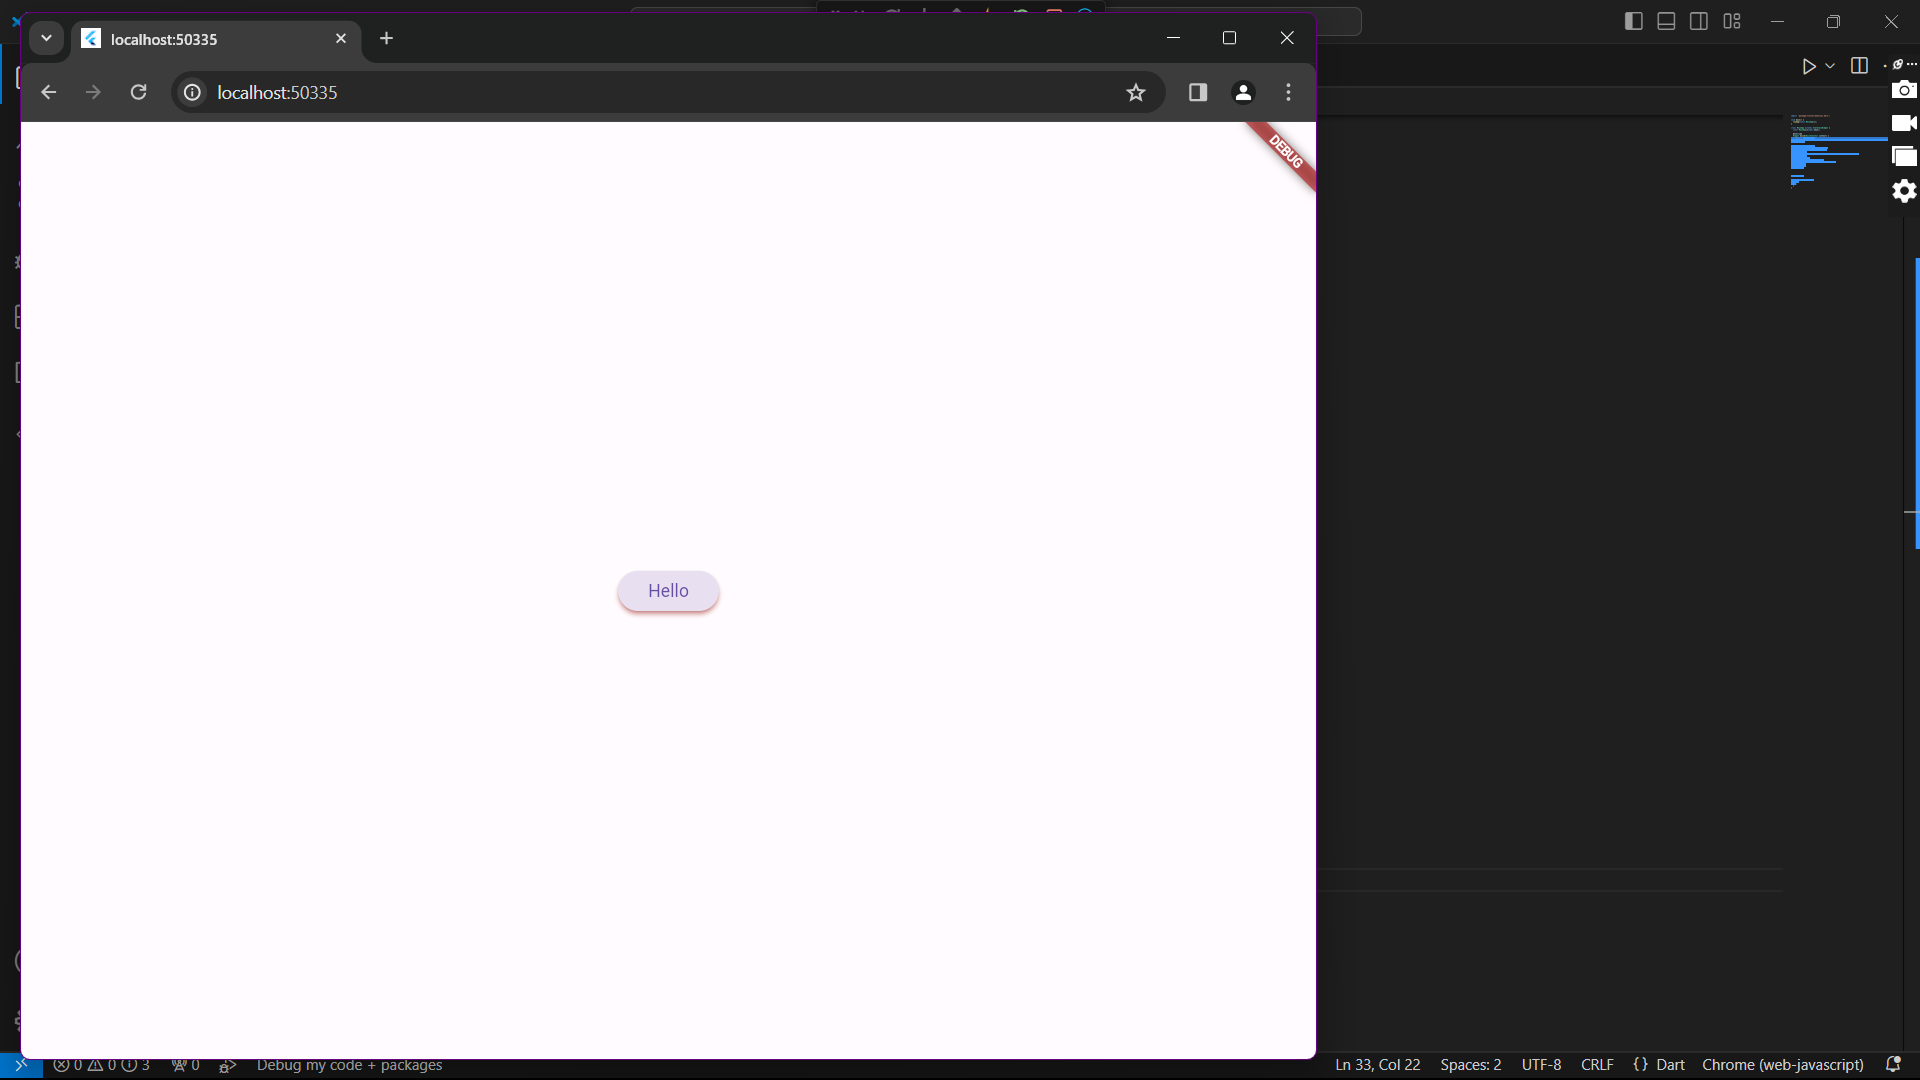 localhost:50335
localhost:50335
DEBUG
Hello
0 0 3 0 Debug my code + packages
Ln 33, Col 22 Spaces: 2 UTF-8 CRLF {} Dart Chrome (web-javascript)